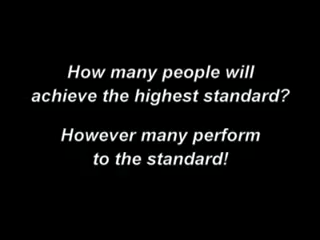 How many people will
achieve the highest standard?
However many perform
to the standard!